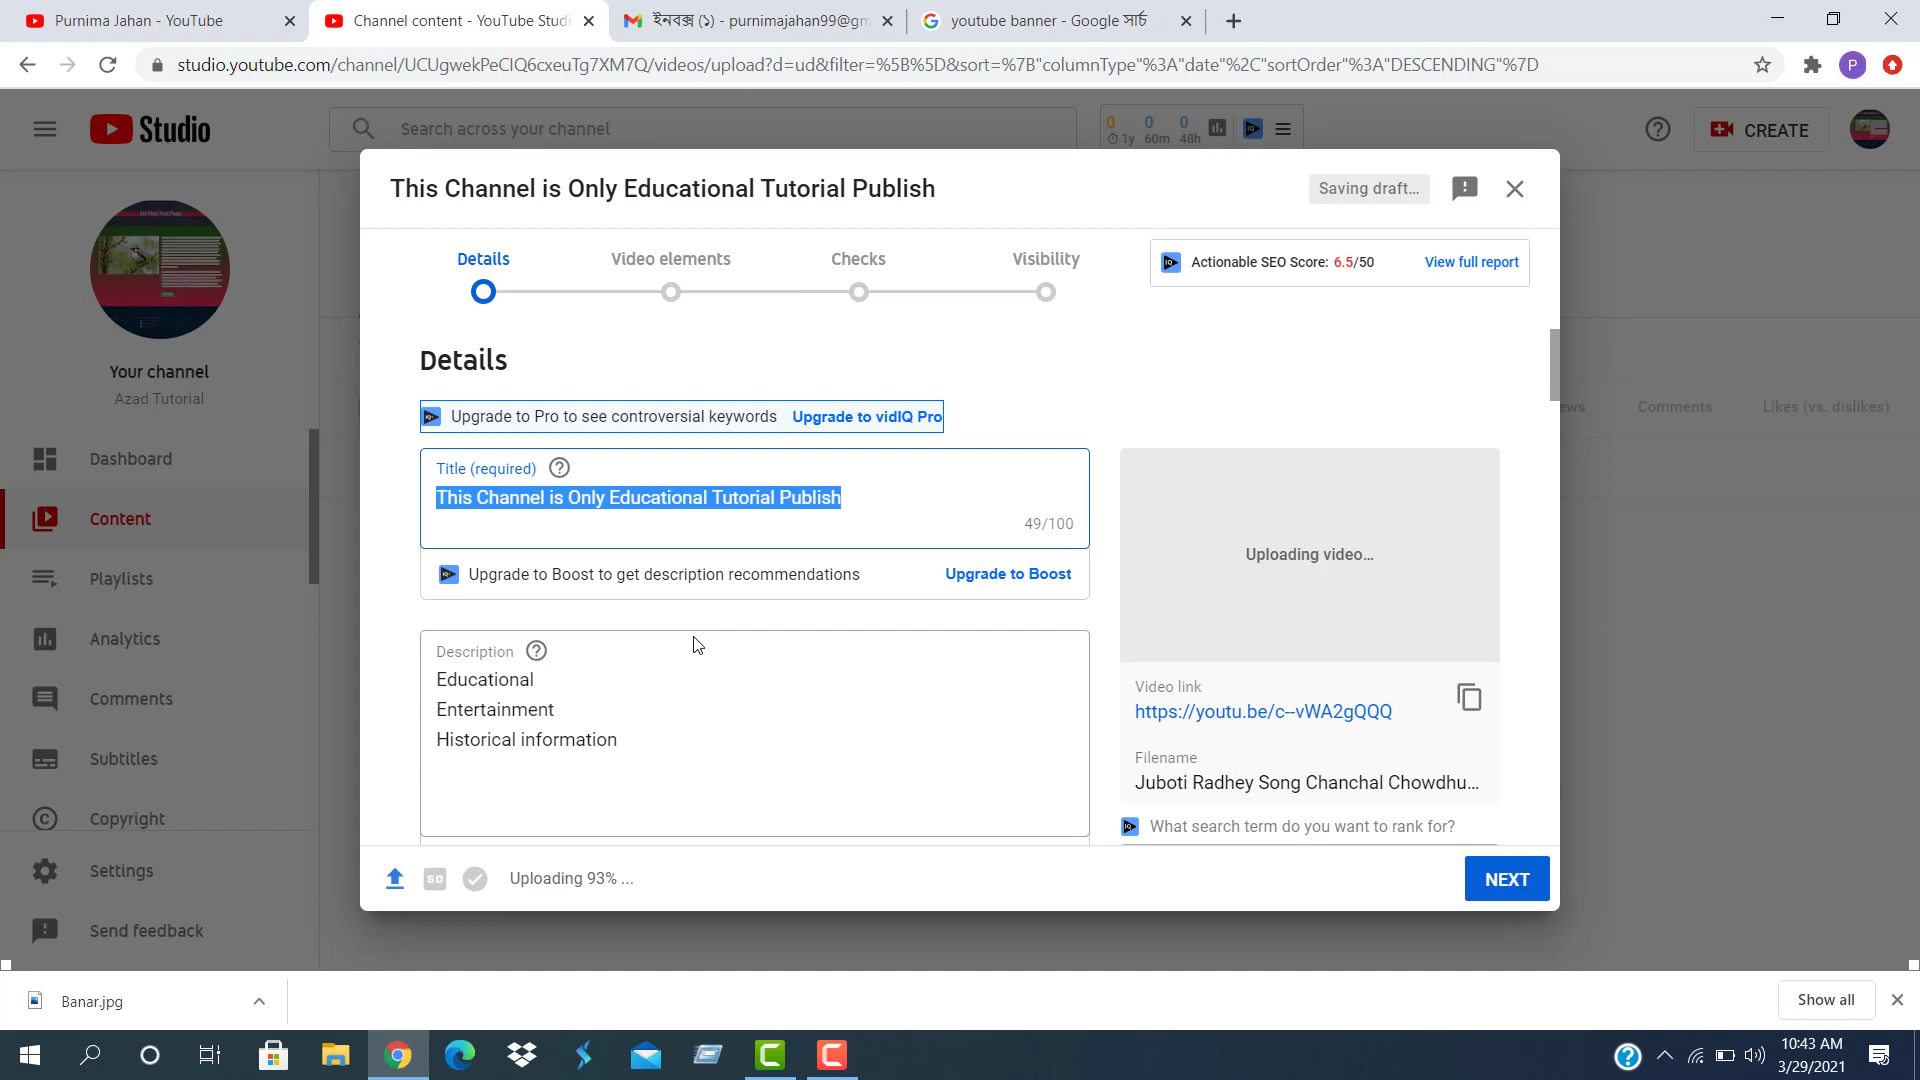 Purnima Jahan - YouTube
Channel content - YouTube Studi
ইনবক্স (১) - purnimajahan99@gm
youtube banner - Google সার্চ
studio.youtube.com/channel/UCUgwekPeCIQ6cxeuTg7XM7Q/videos/upload?d=ud&filter=%5B%5D&sort=%7B"columnType"%3A"date"%2C"sortOrder"%3A"DESCENDING"%7D
P
Studio
Search across your channel
0 0 0
1y 60m 48h
CREATE
This Channel is Only Educational Tutorial Publish
Saving draft...
Details
Video elements
Checks
Visibility
Actionable SEO Score: 6.5/50
View full report
Your channel
Azad Tutorial
Dashboard
Content
Playlists
Analytics
Comments
Subtitles
Copyright
Settings
Send feedback
Details
Upgrade to Pro to see controversial keywords
Upgrade to vidIQ Pro
Title (required)
This Channel is Only Educational Tutorial Publish
49/100
Upgrade to Boost to get description recommendations
Upgrade to Boost
Description
Educational
Entertainment
Historical information
Uploading video...
Video link
https://youtu.be/c--vWA2gQQQ
Filename
Juboti Radhey Song Chanchal Chowdhu...
What search term do you want to rank for?
ews
Comments
Likes (vs. dislikes)
SD
Uploading 93% ...
NEXT
Banar.jpg
Show all
10:43 AM
3/29/2021